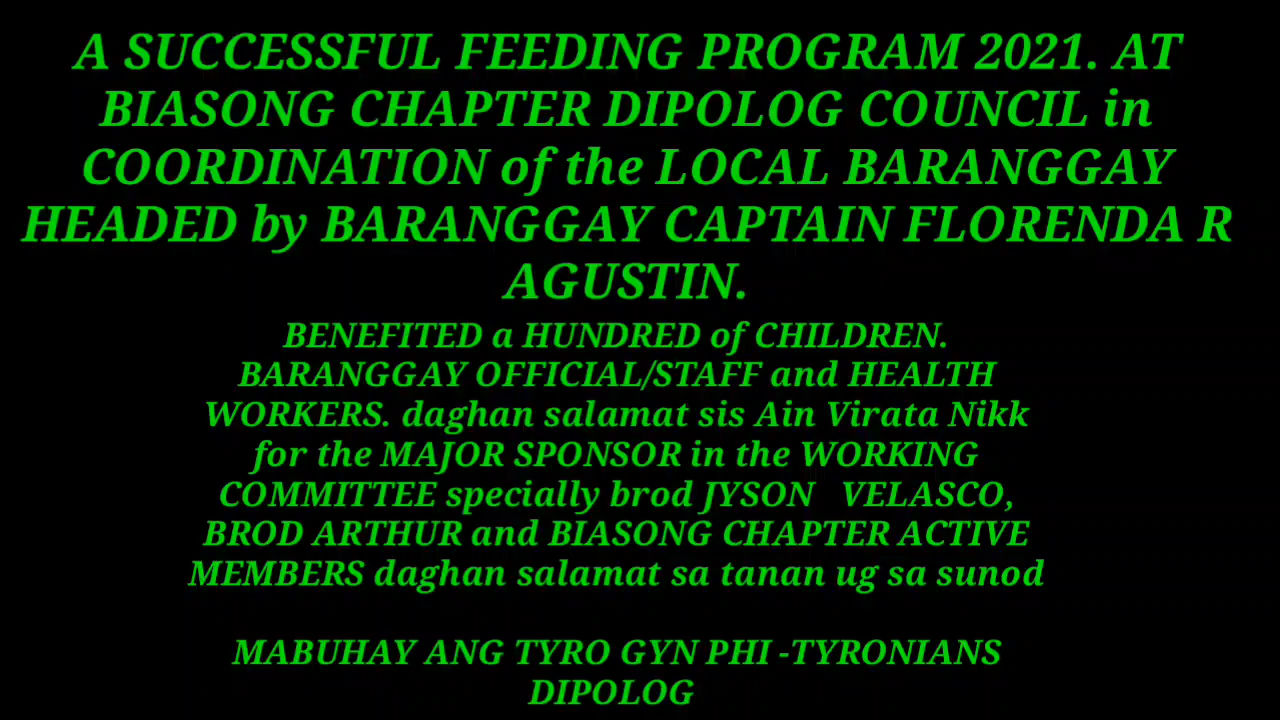 A SUCCESSFUL FEEDING PROGRAM 2021. AT
BIASONG CHAPTER DIPOLOG COUNCIL in
COORDINATION of the LOCAL BARANGGAY
HEADED by BARANGGAY CAPTAIN FLORENDA R
AGUSTIN.
BENEFITED a HUNDRED of CHILDREN.
BARANGGAY OFFICIAL/STAFF and HEALTH
WORKERS. daghan salamat sis Ain Virata Nikk
for the MAJOR SPONSOR in the WORKING
COMMITTEE specially brod JYSON VELASCO,
BROD ARTHUR and BIASONG CHAPTER ACTIVE
MEMBERS daghan salamat sa tanan ug sa sunod
MABUHAY ANG TYRO GYN PHI -TYRONIANS
DIPOLOG